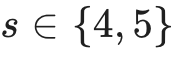 s ∈ {4, 5}